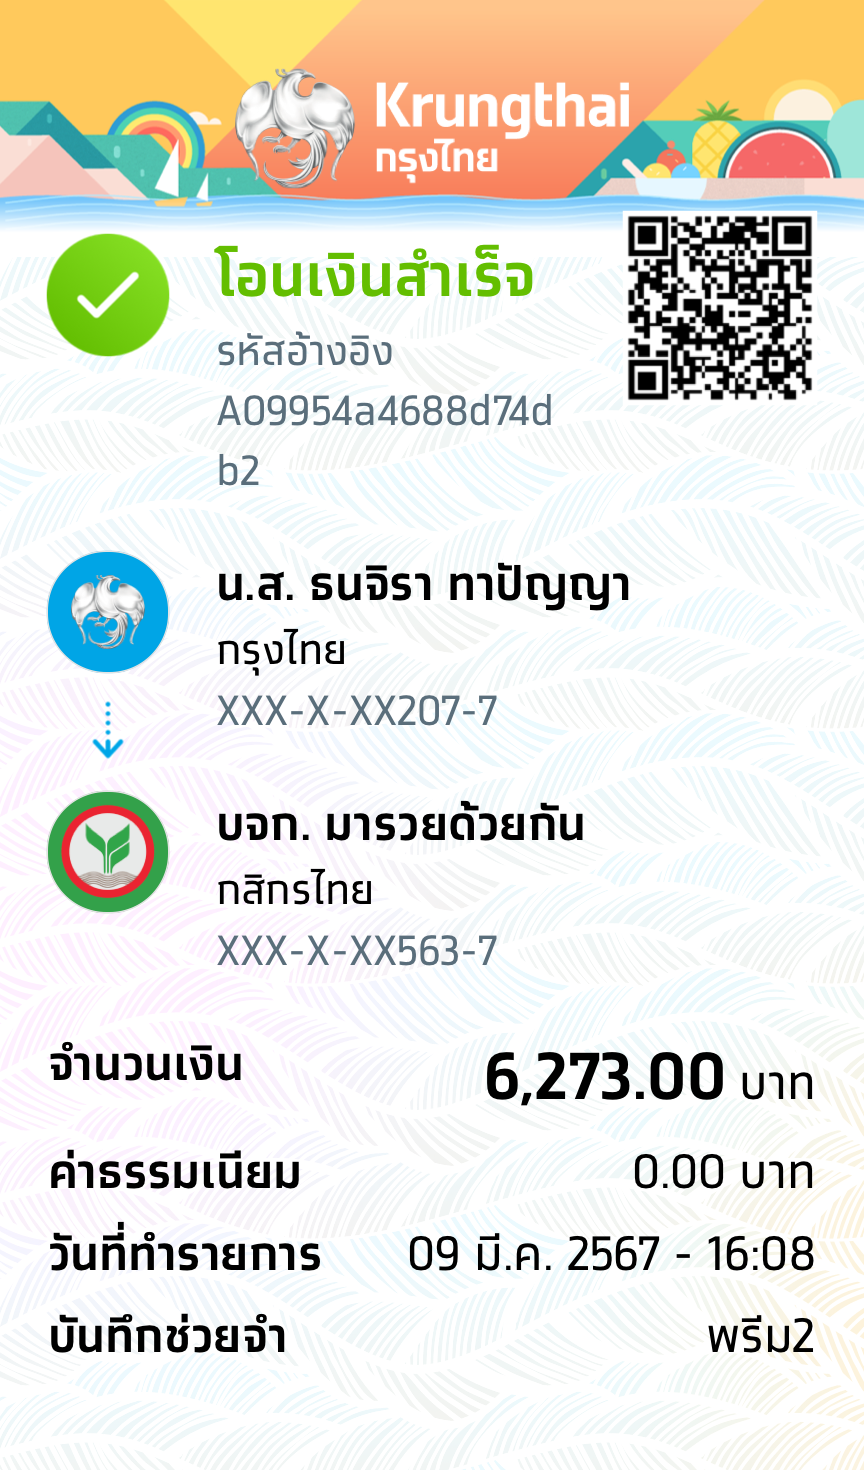 Krungthai
กรุงไทย
โอนเงินสำเร็จ
รหัสอ้างอิง
A09954a4688d74d
b2
น.ส. ธนจิรา ทาปัญญา
กรุงไทย
XXX-X-XX207-7
บจก. มารวยด้วยกัน
กสิกรไทย
XXX-X-XX563-7
จำนวนเงิน 6,273.00 บาท
ค่าธรรมเนียม 0.00 บาท
วันที่ทำรายการ 09 มี.ค. 2567 - 16:08
บันทึกช่วยจำ พรีม2